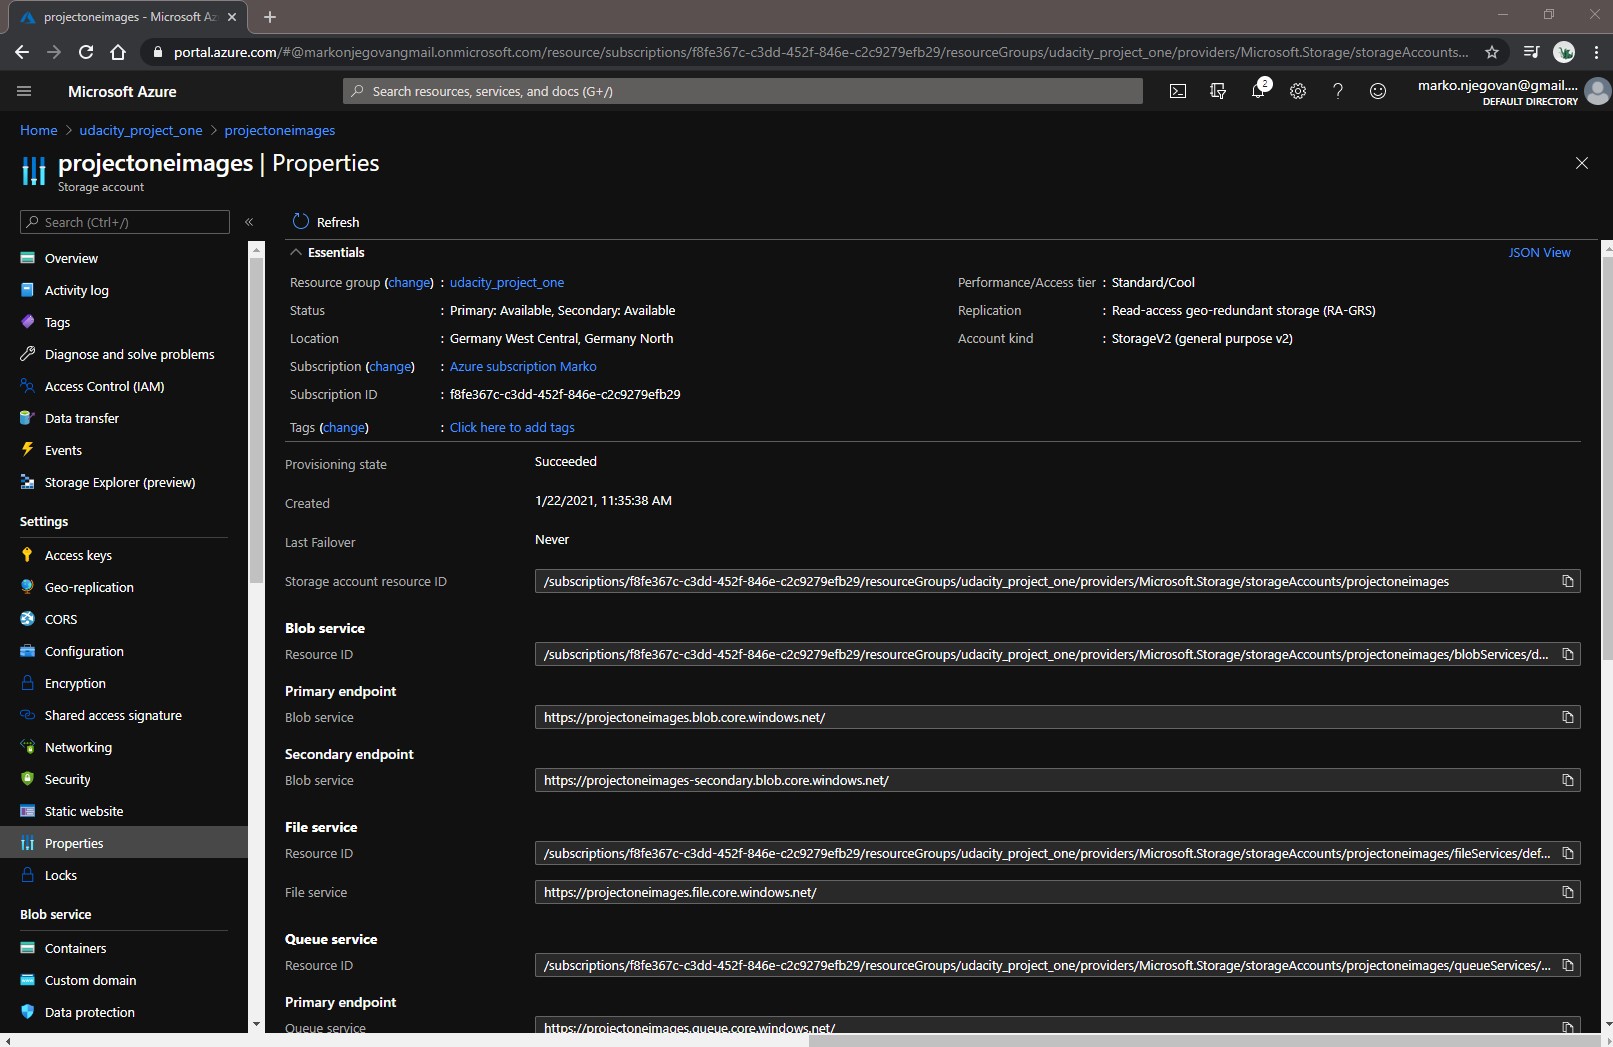 projectoneimages - Microsoft Az
portal.azure.com/#@markonjegovangmail.onmicrosoft.com/resource/subscriptions/f8fe367c-c3dd-452f-846e-c2c9279efb29/resourceGroups/udacity_project_one/providers/Microsoft.Storage/storageAccounts...
Microsoft Azure
Search resources, services, and docs (G+/)
2
marko.njegovan@gmail....
DEFAULT DIRECTORY
Home > udacity_project_one > projectoneimages
projectoneimages | Properties
Storage account
Search (Ctrl+/)
«
Overview
Activity log
Tags
Diagnose and solve problems
Access Control (IAM)
Data transfer
Events
Storage Explorer (preview)
Settings
Access keys
Geo-replication
CORS
Configuration
Encryption
Shared access signature
Networking
Security
Static website
Properties
Locks
Blob service
Containers
Custom domain
Data protection
Refresh
Essentials
JSON View
Resource group (change) : udacity_project_one
Status : Primary: Available, Secondary: Available
Location : Germany West Central, Germany North
Subscription (change) : Azure subscription Marko
Subscription ID : f8fe367c-c3dd-452f-846e-c2c9279efb29
Tags (change) : Click here to add tags
Performance/Access tier : Standard/Cool
Replication : Read-access geo-redundant storage (RA-GRS)
Account kind : StorageV2 (general purpose v2)
Provisioning state Succeeded
Created 1/22/2021, 11:35:38 AM
Last Failover Never
Storage account resource ID /subscriptions/f8fe367c-c3dd-452f-846e-c2c9279efb29/resourceGroups/udacity_project_one/providers/Microsoft.Storage/storageAccounts/projectoneimages
Blob service
Resource ID /subscriptions/f8fe367c-c3dd-452f-846e-c2c9279efb29/resourceGroups/udacity_project_one/providers/Microsoft.Storage/storageAccounts/projectoneimages/blobServices/d...
Primary endpoint
Blob service https://projectoneimages.blob.core.windows.net/
Secondary endpoint
Blob service https://projectoneimages-secondary.blob.core.windows.net/
File service
Resource ID /subscriptions/f8fe367c-c3dd-452f-846e-c2c9279efb29/resourceGroups/udacity_project_one/providers/Microsoft.Storage/storageAccounts/projectoneimages/fileServices/def...
File service https://projectoneimages.file.core.windows.net/
Queue service
Resource ID /subscriptions/f8fe367c-c3dd-452f-846e-c2c9279efb29/resourceGroups/udacity_project_one/providers/Microsoft.Storage/storageAccounts/projectoneimages/queueServices/...
Primary endpoint
Queue service https://projectoneimages.queue.core.windows.net/